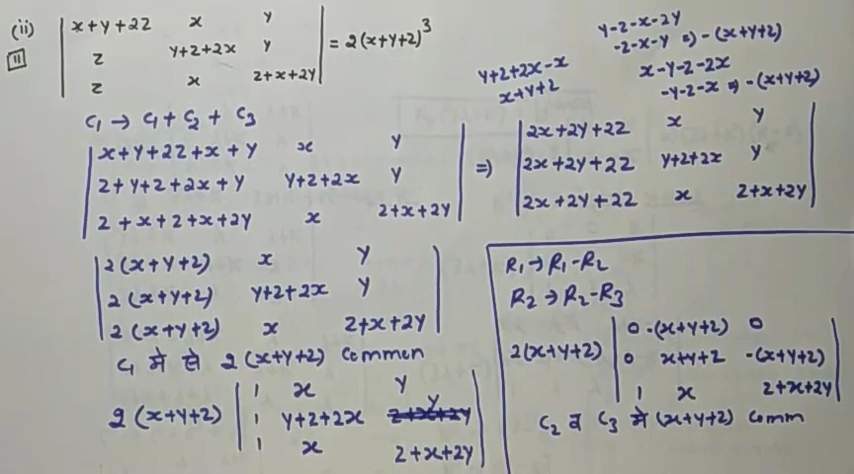 (ii)
11
| x+y+2z x y |
| z y+z+2x y | = 2(x+y+z)³
| z x z+x+2y |
y-z-x-2y
-z-x-y ⇒ -(x+y+z)
y+z+2x-x
x+y+z
x-y-z-2x
-y-z-x ⇒ -(x+y+z)
C₁ → C₁ + C₂ + C₃
| x+y+2z+x+y x y |
| z+y+z+2x+y y+z+2x y |
| z+x+z+x+2y x z+x+2y |
⇒ | 2x+2y+2z x y |
| 2x+2y+2z y+z+2x y |
| 2x+2y+2z x z+x+2y |
| 2(x+y+z) x y |
| 2(x+y+z) y+z+2x y |
| 2(x+y+z) x z+x+2y |
C₁ में से 2(x+y+z) Common
2(x+y+z) | 1 x y |
| 1 y+z+2x y |
| 1 x z+x+2y |
R₁→R₁-R₂
R₂→R₂-R₃
2(x+y+z) | 0 -(x+y+z) 0 |
| 0 x+y+z -(x+y+z) |
| 1 x z+x+2y |
C₂ व C₃ में (x+y+z) Comm